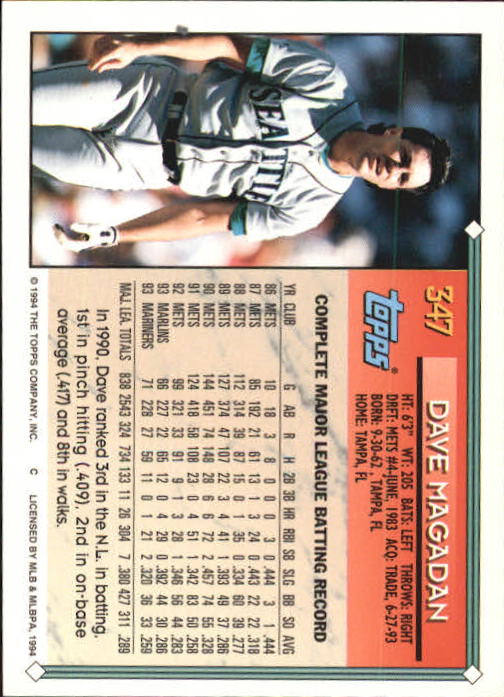 347
DAVE MAGADAN
topps®
HT: 6'3" WT: 205 BATS: LEFT THROWS: RIGHT
DRFT: METS #4-JUNE, 1983 ACQ: TRADE, 6-27-93
BORN: 9-30-62, TAMPA, FL
HOME: TAMPA, FL
SEATTLE
COMPLETE MAJOR LEAGUE BATTING RECORD
YR CLUB G AB R H 2B 3B HR RBI SB SLG BB SO AVG
86 METS 10 18 3 8 0 0 0 3 0 .444 3 1 .444
87 METS 85 192 21 61 13 1 3 24 0 .443 22 22 .318
88 METS 112 314 39 87 15 0 1 35 0 .334 60 39 .277
89 METS 127 374 47 107 22 3 4 41 1 .393 49 37 .286
90 METS 144 451 74 148 28 6 6 72 2 .457 74 55 .328
91 METS 124 418 58 108 23 0 4 51 1 .342 83 50 .258
92 METS 99 321 33 91 9 1 3 28 1 .346 56 44 .283
93 MARLINS 66 227 22 65 12 0 4 29 0 .392 44 30 .286
93 MARINERS 71 228 27 59 11 0 1 21 2 .320 36 33 .259
MAJ. LEA. TOTALS 838 2543 324 734 133 11 26 304 7 .380 427 311 .289
In 1990, Dave ranked 3rd in the N.L. in batting,
1st in pinch hitting (.409), 2nd in on-base
average (.417) and 8th in walks.
© 1994 THE TOPPS COMPANY, INC. C LICENSED BY MLB & MLBPA, 1994